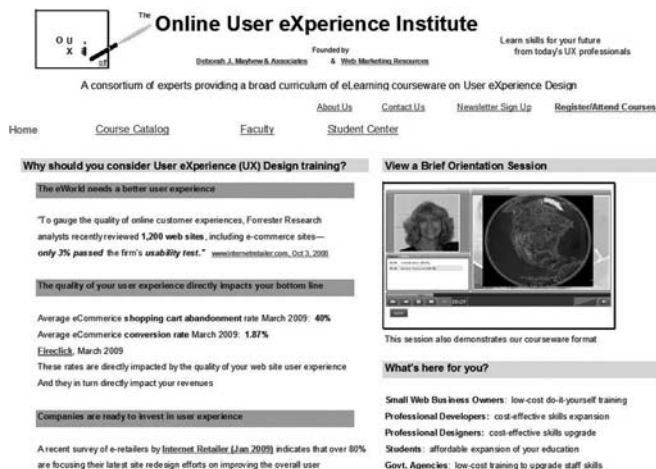 The
Online User eXperience Institute
O U
X i
Founded by
Deborah J. Mayhew & Associates & Web Marketing Resources
Learn skills for your future
from today's UX professionals
A consortium of experts providing a broad curriculum of eLearning courseware on User eXperience Design
About Us Contact Us Newsletter Sign Up Register/Attend Courses
Home Course Catalog Faculty Student Center
Why should you consider User eXperience (UX) Design training?
The eWorld needs a better user experience
"To gauge the quality of online customer experiences, Forrester Research
analysts recently reviewed 1,200 web sites, including e-commerce sites—
only 3% passed the firm's usability test." www.internetretailer.com, Oct 3, 2008
The quality of your user experience directly impacts your bottom line
Average eCommerce shopping cart abandonment rate March 2009: 40%
Average eCommerce conversion rate March 2009: 1.87%
Fireclick, March 2009
These rates are directly impacted by the quality of your web site user experience
And they in turn directly impact your revenues
Companies are ready to invest in user experience
A recent survey of e-retailers by Internet Retailer (Jan 2009) indicates that over 80%
are focusing their latest site redesign efforts on improving the overall user
View a Brief Orientation Session
This session also demonstrates our courseware format
What's here for you?
Small Web Business Owners: low-cost do-it-yourself training
Professional Developers: cost-effective skills expansion
Professional Designers: cost-effective skills upgrade
Students: affordable expansion of your education
Govt. Agencies: low-cost training to upgrade staff skills